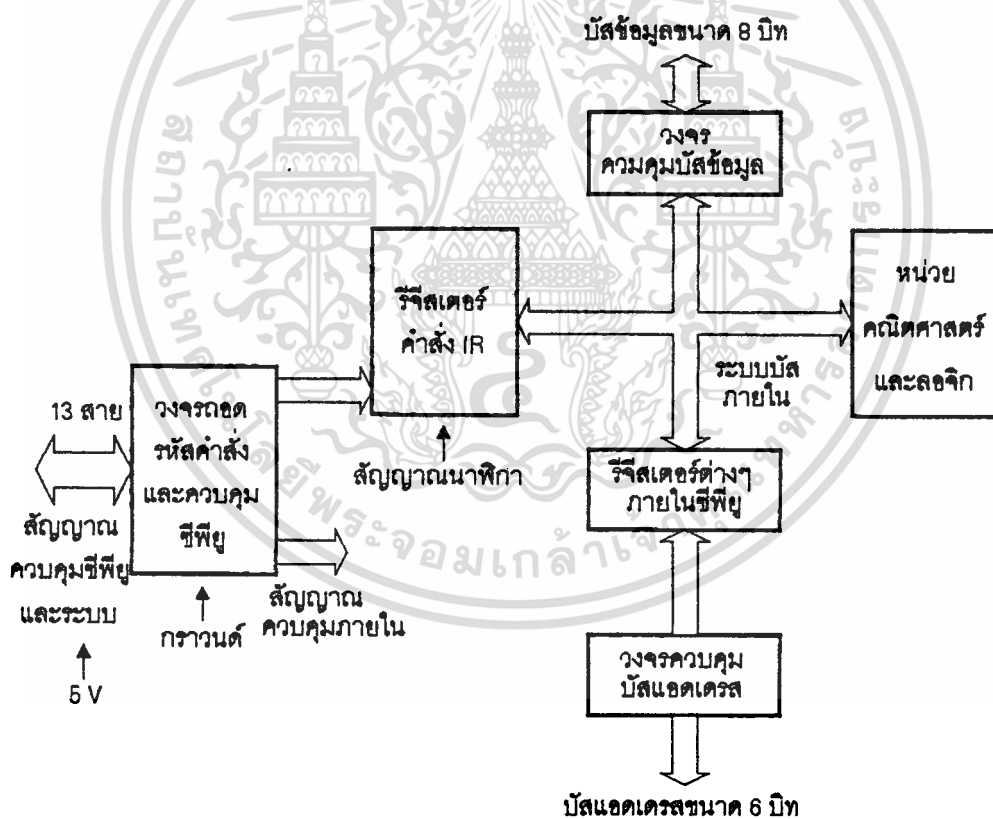 บัสข้อมูลขนาด 8 บิท
วงจร
ควมคุมบัสข้อมูล
รีจีสเตอร์
คำสั่ง IR
หน่วย
คณิตศาสตร์
และลอจิก
ระบบบัส
ภายใน
13 สาย
วงจรถอด
รหัสคำสั่ง
และควบคุม
ซีพียู
สัญญาณนาฬิกา
รีจีสเตอร์ต่างๆ
ภายในซีพียู
สัญญาณ
ควบคุมซีพียู
และระบบ
5 V
กราวนด์
สัญญาณ
ควบคุมภายใน
วงจรควบคุม
บัสแอดเดรส
บัสแอดเดรสขนาด 6 บิท